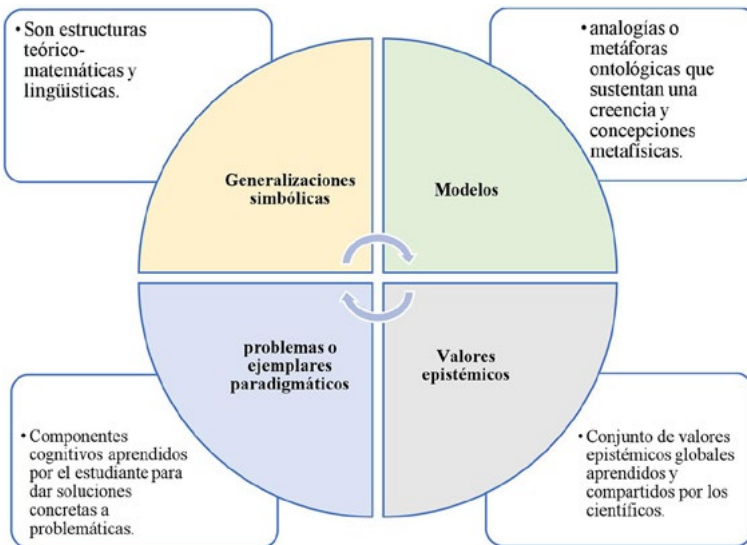 • Son estructuras
teórico-
matemáticas y
lingüisticas.
• analogías o
metáforas
ontológicas que
sustentan una
creencia y
concepciones
metafísicas.
Generalizaciones
simbólicas
Modelos
problemas o
ejemplares
paradigmáticos
Valores
epistémicos
• Componentes
cognitivos aprendidos
por el estudiante para
dar soluciones
concretas a
problemáticas.
• Conjunto de valores
epistémicos globales
aprendidos y
compartidos por los
científicos.